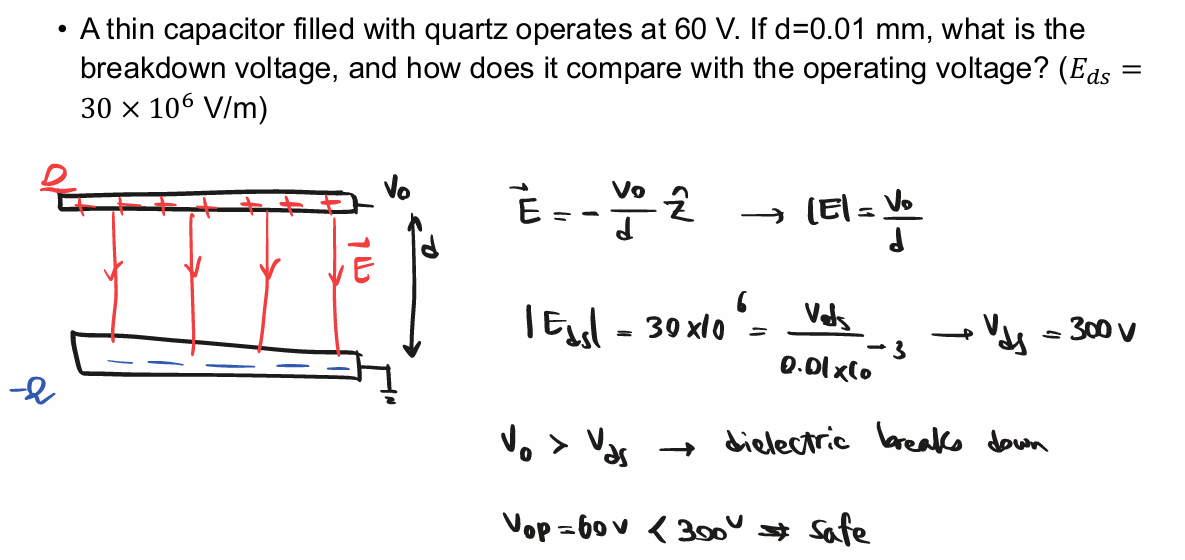 • A thin capacitor filled with quartz operates at 60 V. If d=0.01 mm, what is the
breakdown voltage, and how does it compare with the operating voltage? (E_ds =
30 × 10^6 V/m)
Q
+ + + + + + +
V₀
d
E⃗
-Q
E⃗ = - V₀/d ẑ → |E| = V₀/d
|E_ds| = 30 x10^6 = V_ds / 0.01x10^-3 → V_ds = 300 V
V₀ > V_ds → dielectric breaks down
V_op = 60 V < 300 V ⇒ safe